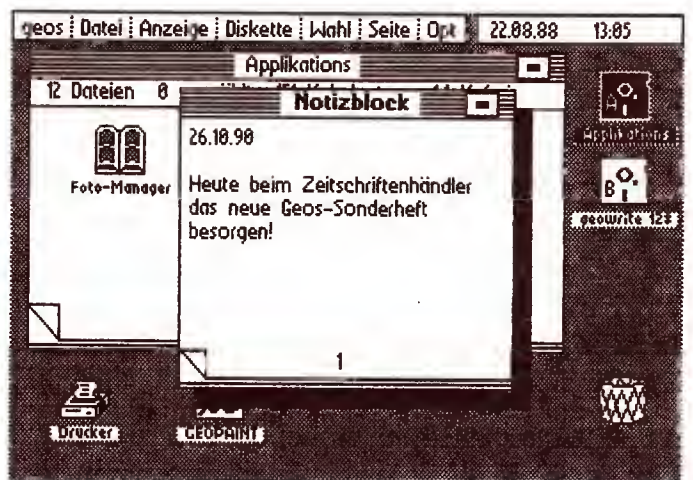 geos Datei Anzeige Diskette Wahl Seite Opt 22.08.88 13:05
Applikations
12 Dateien 0
Notizblock
26.10.90
Heute beim Zeitschriftenhändler
das neue Geos-Sonderheft
besorgen!
1
Foto-Manager
A
Applikations
B
geoWrite 128
Drucker
GEOPAINT